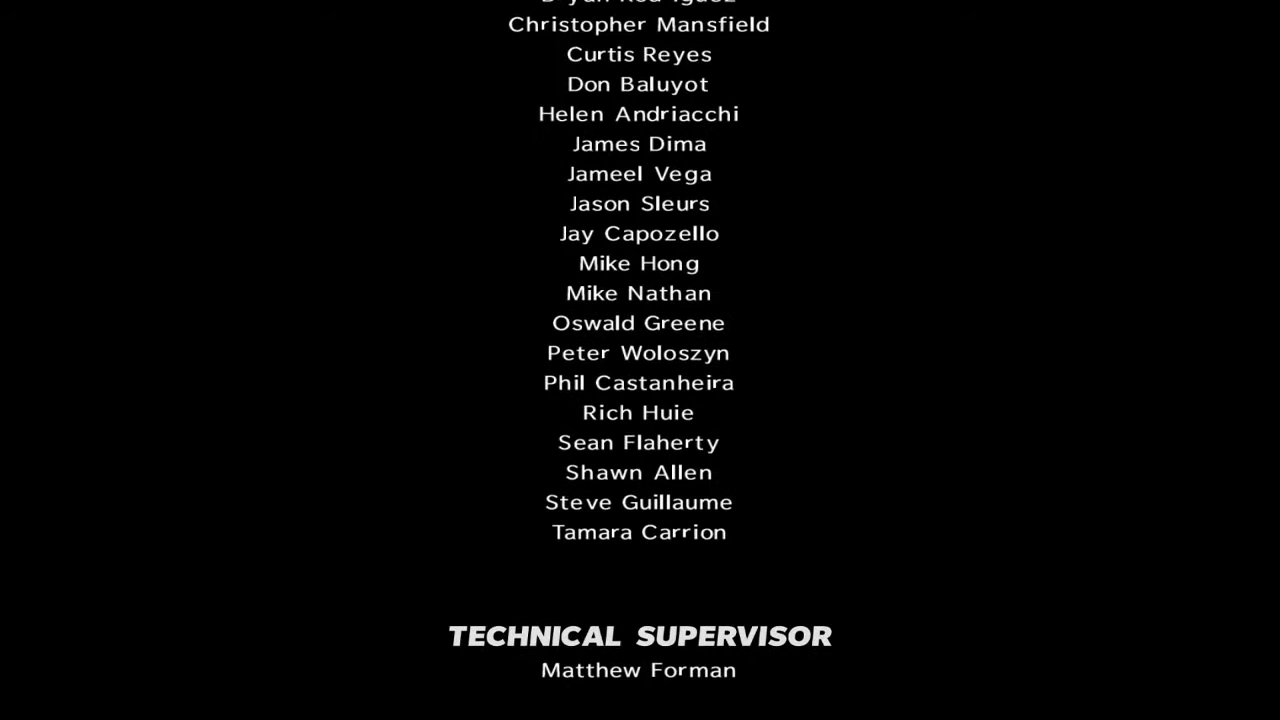 Christopher Mansfield
Curtis Reyes
Don Baluyot
Helen Andriacchi
James Dima
Jameel Vega
Jason Sleurs
Jay Capozello
Mike Hong
Mike Nathan
Oswald Greene
Peter Woloszyn
Phil Castanheira
Rich Huie
Sean Flaherty
Shawn Allen
Steve Guillaume
Tamara Carrion
TECHNICAL SUPERVISOR
Matthew Forman